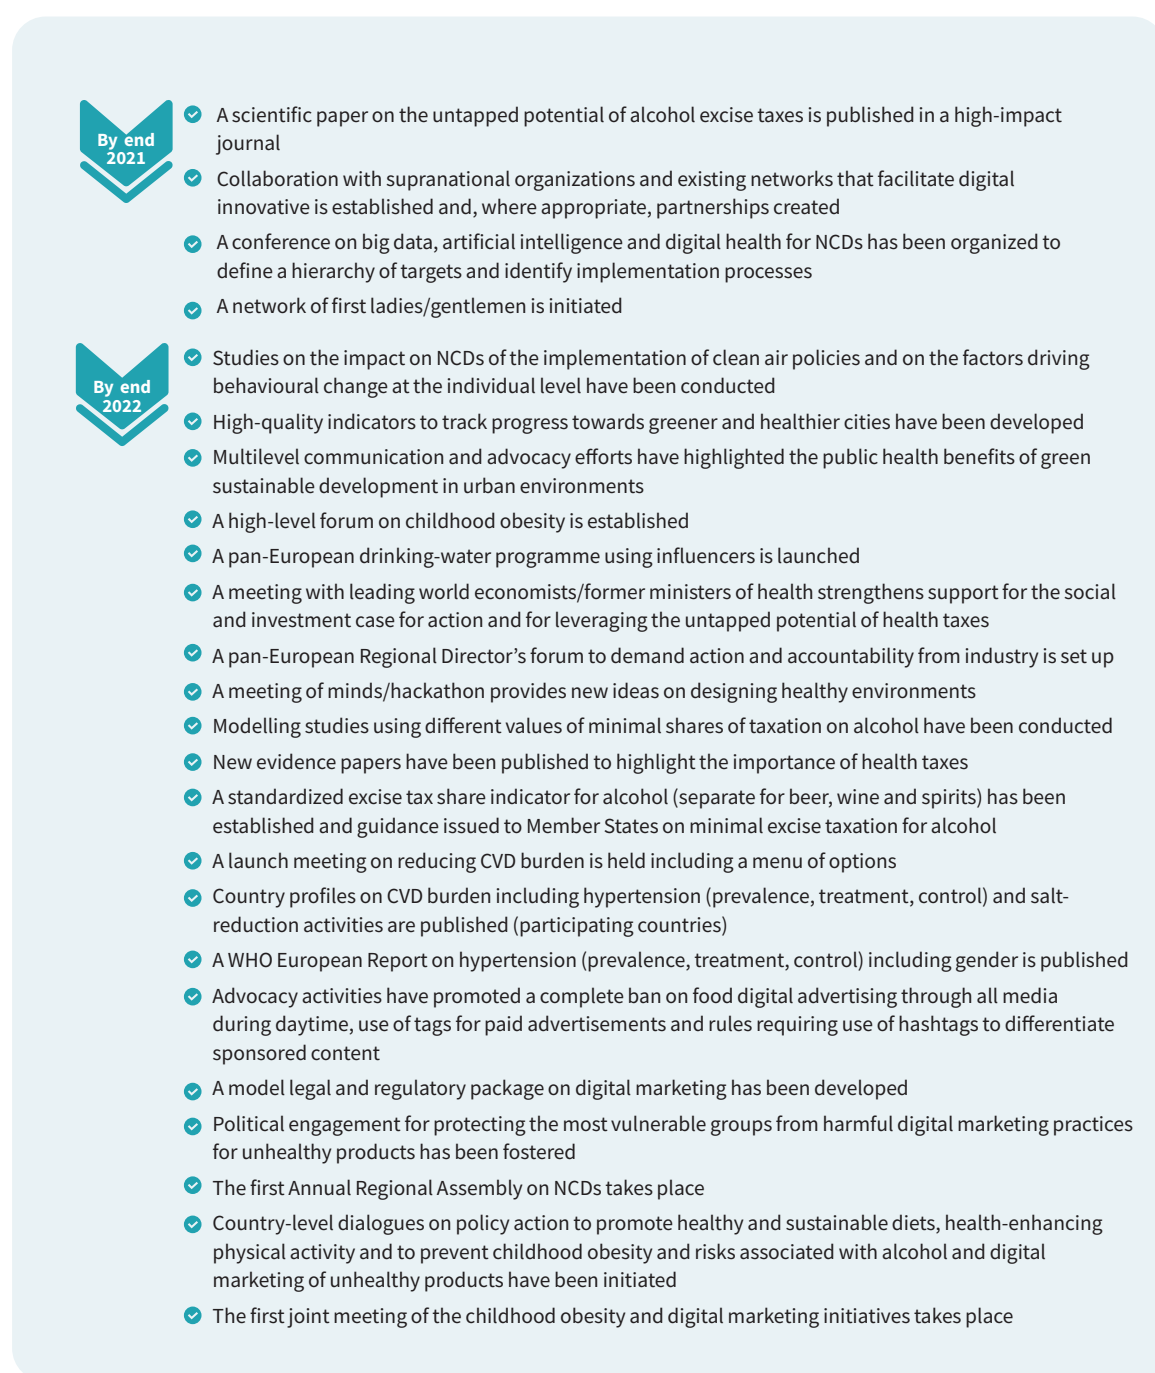 By end
2021
A scientific paper on the untapped potential of alcohol excise taxes is published in a high-impact
journal
Collaboration with supranational organizations and existing networks that facilitate digital
innovative is established and, where appropriate, partnerships created
A conference on big data, artificial intelligence and digital health for NCDs has been organized to
define a hierarchy of targets and identify implementation processes
A network of first ladies/gentlemen is initiated
By end
2022
Studies on the impact on NCDs of the implementation of clean air policies and on the factors driving
behavioural change at the individual level have been conducted
High-quality indicators to track progress towards greener and healthier cities have been developed
Multilevel communication and advocacy efforts have highlighted the public health benefits of green
sustainable development in urban environments
A high-level forum on childhood obesity is established
A pan-European drinking-water programme using influencers is launched
A meeting with leading world economists/former ministers of health strengthens support for the social
and investment case for action and for leveraging the untapped potential of health taxes
A pan-European Regional Director’s forum to demand action and accountability from industry is set up
A meeting of minds/hackathon provides new ideas on designing healthy environments
Modelling studies using different values of minimal shares of taxation on alcohol have been conducted
New evidence papers have been published to highlight the importance of health taxes
A standardized excise tax share indicator for alcohol (separate for beer, wine and spirits) has been
established and guidance issued to Member States on minimal excise taxation for alcohol
A launch meeting on reducing CVD burden is held including a menu of options
Country profiles on CVD burden including hypertension (prevalence, treatment, control) and salt-
reduction activities are published (participating countries)
A WHO European Report on hypertension (prevalence, treatment, control) including gender is published
Advocacy activities have promoted a complete ban on food digital advertising through all media
during daytime, use of tags for paid advertisements and rules requiring use of hashtags to differentiate
sponsored content
A model legal and regulatory package on digital marketing has been developed
Political engagement for protecting the most vulnerable groups from harmful digital marketing practices
for unhealthy products has been fostered
The first Annual Regional Assembly on NCDs takes place
Country-level dialogues on policy action to promote healthy and sustainable diets, health-enhancing
physical activity and to prevent childhood obesity and risks associated with alcohol and digital
marketing of unhealthy products have been initiated
The first joint meeting of the childhood obesity and digital marketing initiatives takes place